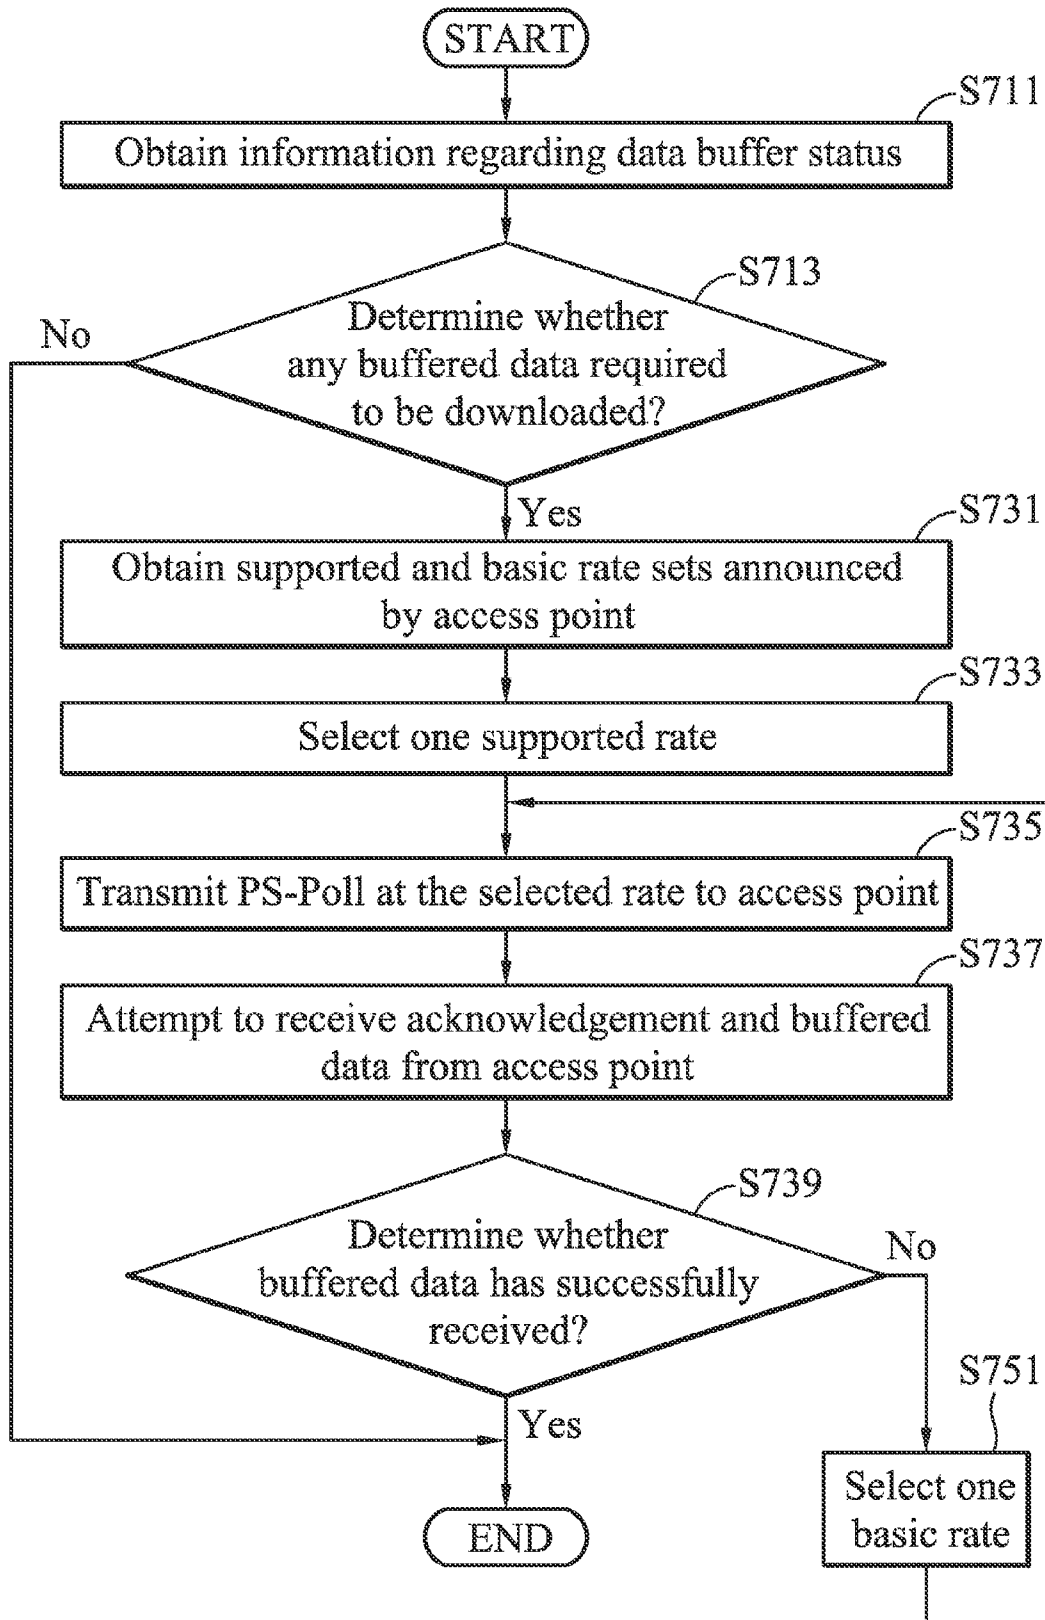 START
S711
Obtain information regarding data buffer status
S713
Determine whether
any buffered data required
to be downloaded?
No
Yes
S731
Obtain supported and basic rate sets announced
by access point
S733
Select one supported rate
S735
Transmit PS-Poll at the selected rate to access point
S737
Attempt to receive acknowledgement and buffered
data from access point
S739
Determine whether
buffered data has successfully
received?
No
Yes
S751
Select one
basic rate
END